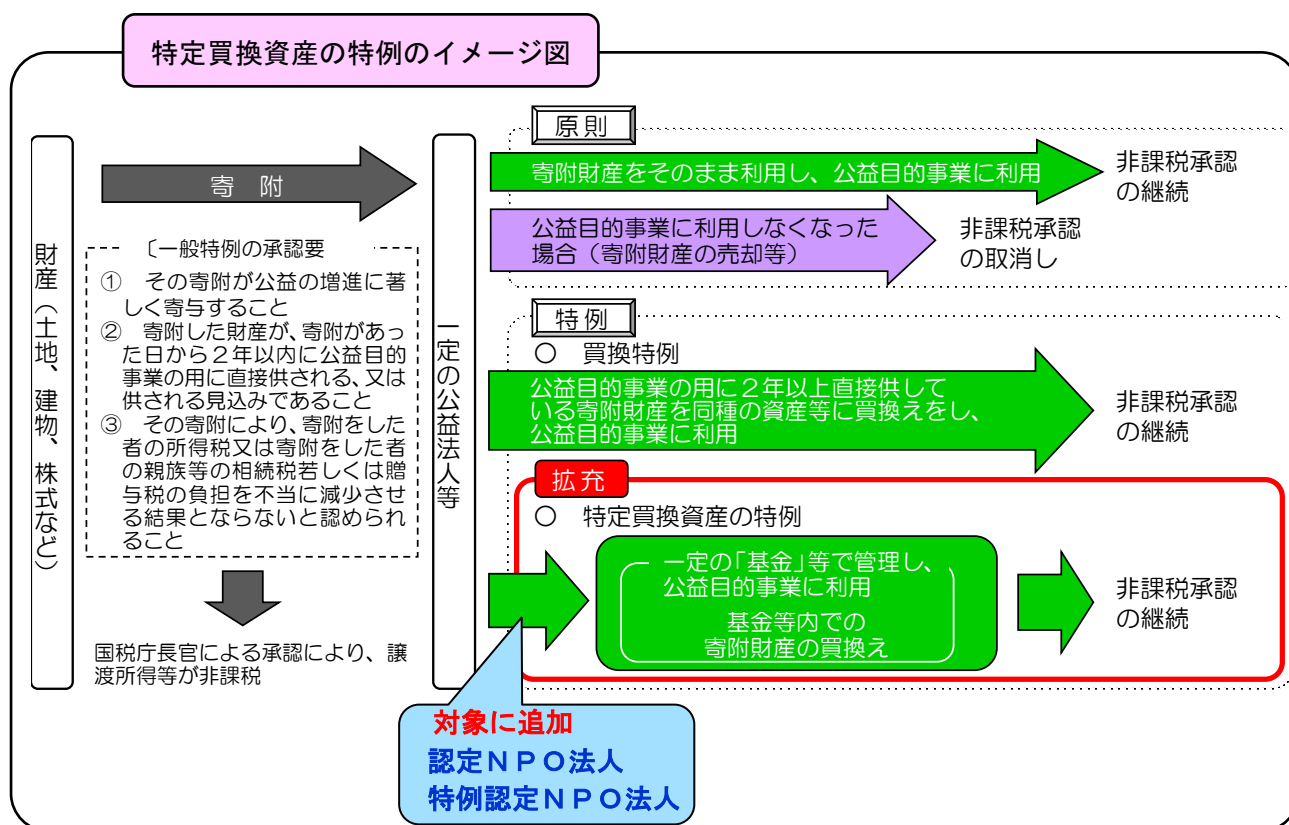 特定買換資産の特例のイメージ図
財産（土地、建物、株式など）
寄 附
〔一般特例の承認要
① その寄附が公益の増進に著
しく寄与すること
② 寄附した財産が、寄附があっ
た日から２年以内に公益目的
事業の用に直接供される、又は
供される見込みであること
③ その寄附により、寄附をした
者の所得税又は寄附をした者
の親族等の相続税若しくは贈
与税の負担を不当に減少させ
る結果とならないと認められ
ること
国税庁長官による承認により、譲
渡所得等が非課税
一定の公益法人等
原則
寄附財産をそのまま利用し、公益目的事業に利用
非課税承認
の継続
公益目的事業に利用しなくなった
場合（寄附財産の売却等）
非課税承認
の取消し
特例
○ 買換特例
公益目的事業の用に２年以上直接供して
いる寄附財産を同種の資産等に買換えをし、
公益目的事業に利用
非課税承認
の継続
拡充
○ 特定買換資産の特例
一定の「基金」等で管理し、
公益目的事業に利用
基金等内での
寄附財産の買換え
非課税承認
の継続
対象に追加
認定ＮＰＯ法人
特例認定ＮＰＯ法人